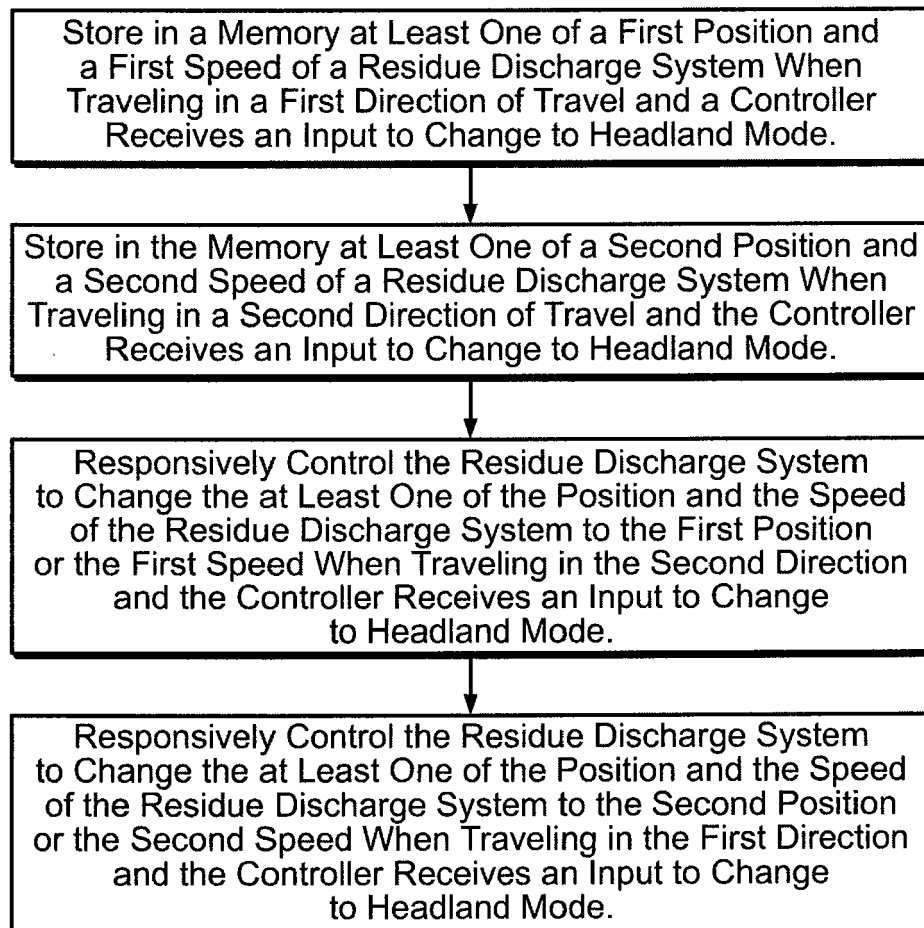 Store in a Memory at Least One of a First Position and
a First Speed of a Residue Discharge System When
Traveling in a First Direction of Travel and a Controller
Receives an Input to Change to Headland Mode.
Store in the Memory at Least One of a Second Position and
a Second Speed of a Residue Discharge System When
Traveling in a Second Direction of Travel and the Controller
Receives an Input to Change to Headland Mode.
Responsively Control the Residue Discharge System
to Change the at Least One of the Position and the Speed
of the Residue Discharge System to the First Position
or the First Speed When Traveling in the Second Direction
and the Controller Receives an Input to Change
to Headland Mode.
Responsively Control the Residue Discharge System
to Change the at Least One of the Position and the Speed
of the Residue Discharge System to the Second Position
or the Second Speed When Traveling in the First Direction
and the Controller Receives an Input to Change
to Headland Mode.